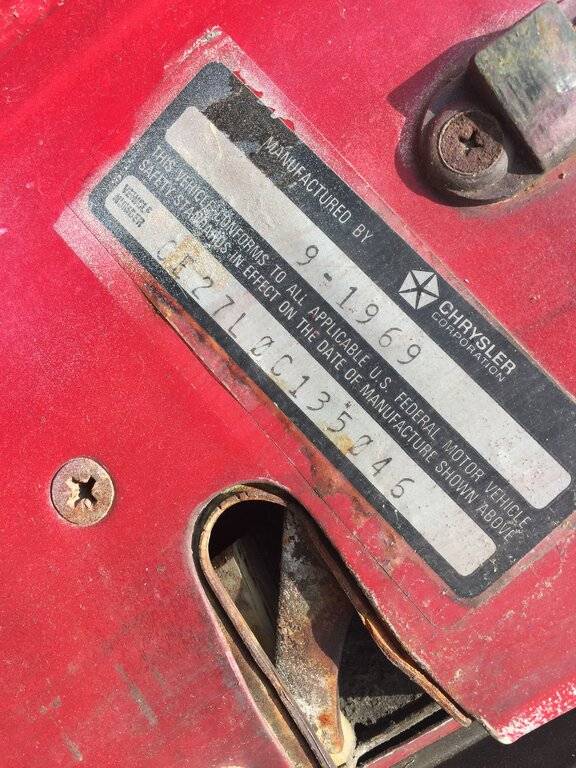 MANUFACTURED BY
CHRYSLER
CORPORATION
9-1969
THIS VEHICLE CONFORMS TO ALL APPLICABLE U.S. FEDERAL MOTOR VEHICLE
SAFETY STANDARDS IN EFFECT ON THE DATE OF MANUFACTURE SHOWN ABOVE
VEHICLE
NUMBER
27L0C135046